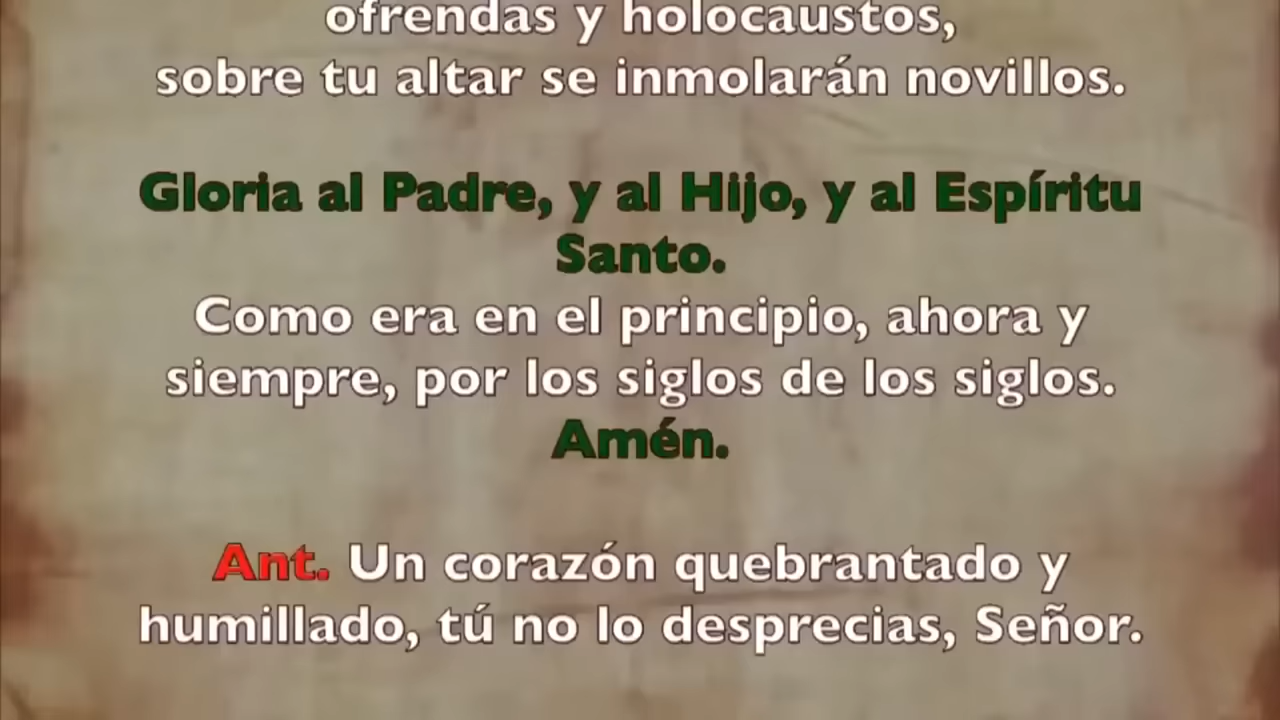 ofrendas y holocaustos,
sobre tu altar se inmolarán novillos.
Gloria al Padre, y al Hijo, y al Espíritu
Santo.
Como era en el principio, ahora y
siempre, por los siglos de los siglos.
Amén.
Ant. Un corazón quebrantado y
humillado, tú no lo desprecias, Señor.